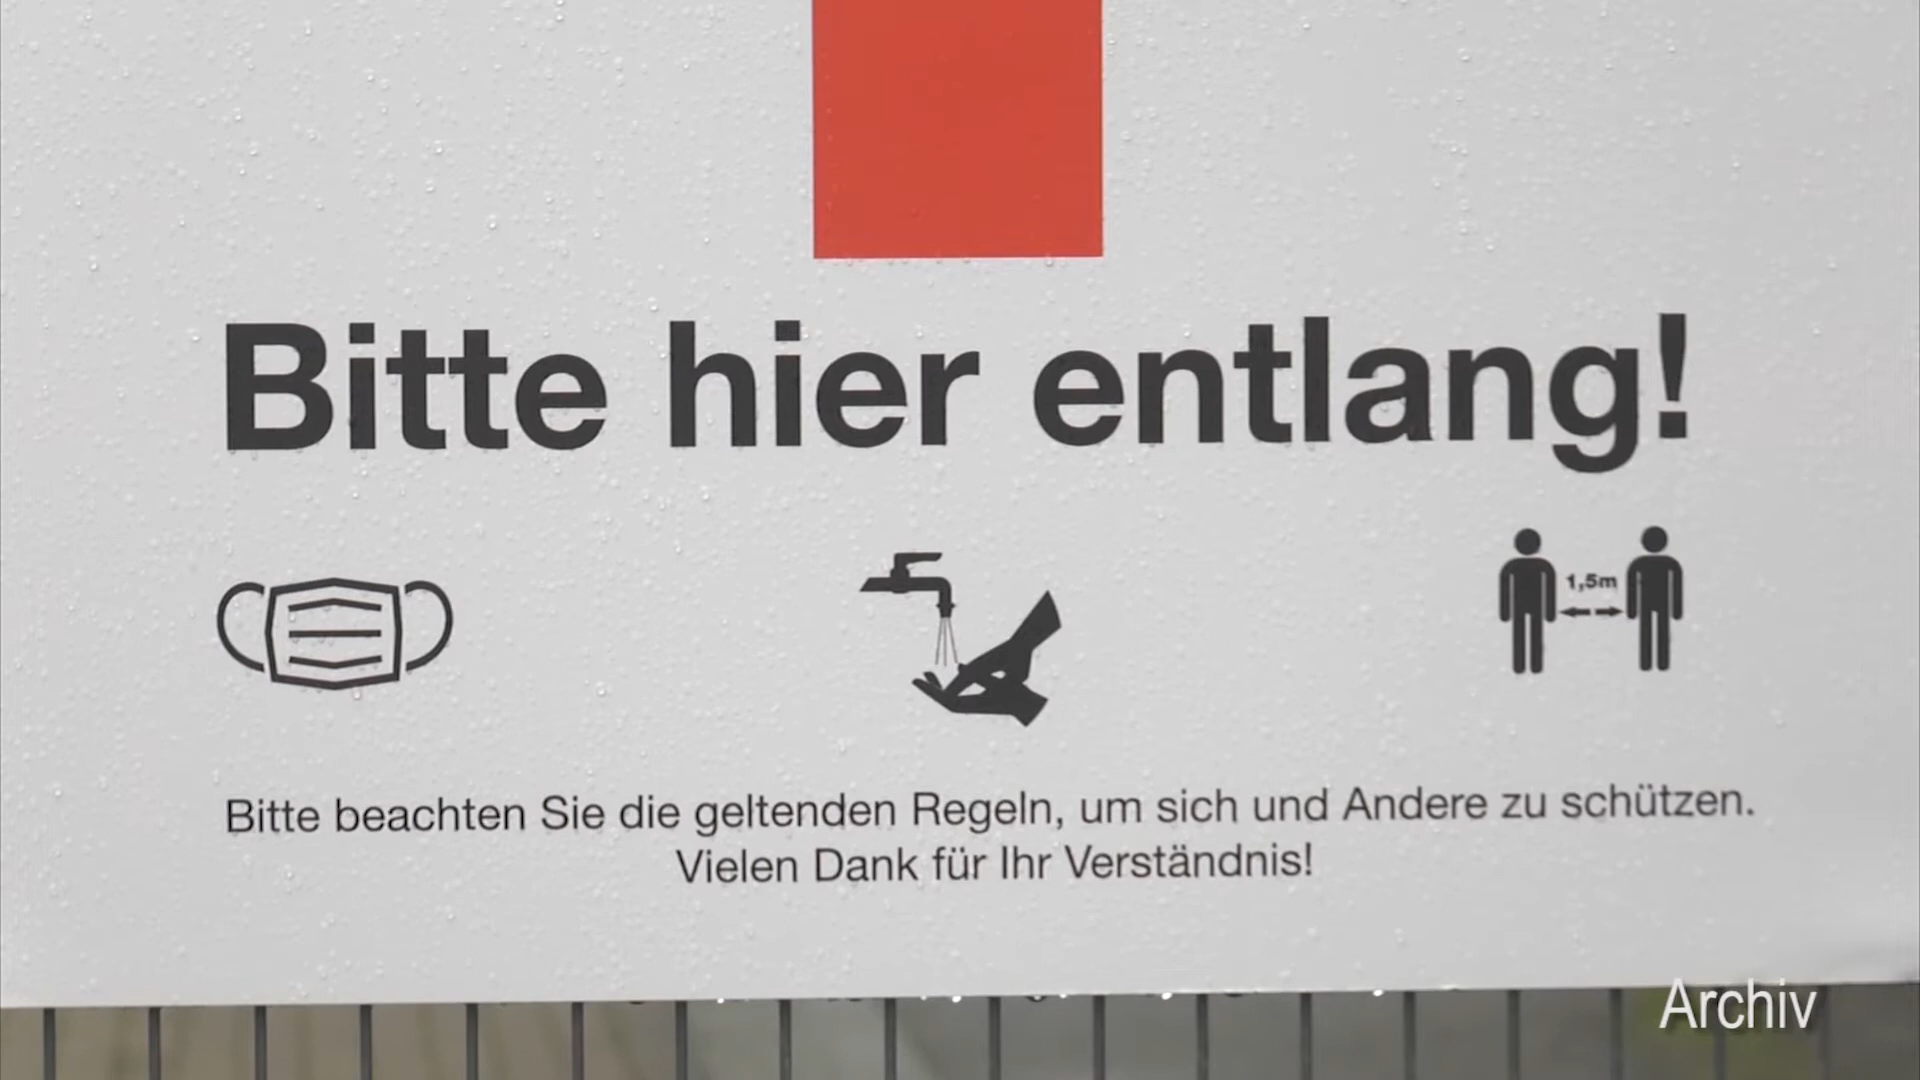 Bitte hier entlang!
1,5m
Bitte beachten Sie die geltenden Regeln, um sich und Andere zu schützen.
Vielen Dank für Ihr Verständnis!
Archiv